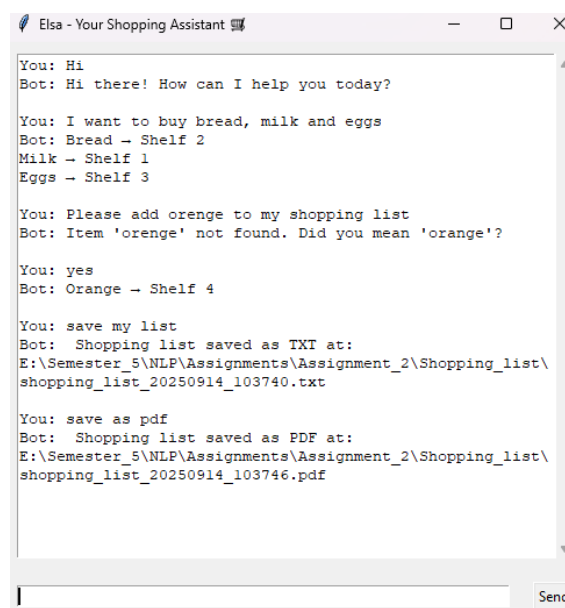 Elsa - Your Shopping Assistant 🛒
You: Hi
Bot: Hi there! How can I help you today?
You: I want to buy bread, milk and eggs
Bot: Bread → Shelf 2
Milk → Shelf 1
Eggs → Shelf 3
You: Please add orenge to my shopping list
Bot: Item 'orenge' not found. Did you mean 'orange'?
You: yes
Bot: Orange → Shelf 4
You: save my list
Bot:  Shopping list saved as TXT at:
E:\Semester_5\NLP\Assignments\Assignment_2\Shopping_list\
shopping_list_20250914_103740.txt
You: save as pdf
Bot:  Shopping list saved as PDF at:
E:\Semester_5\NLP\Assignments\Assignment_2\Shopping_list\
shopping_list_20250914_103746.pdf
Send